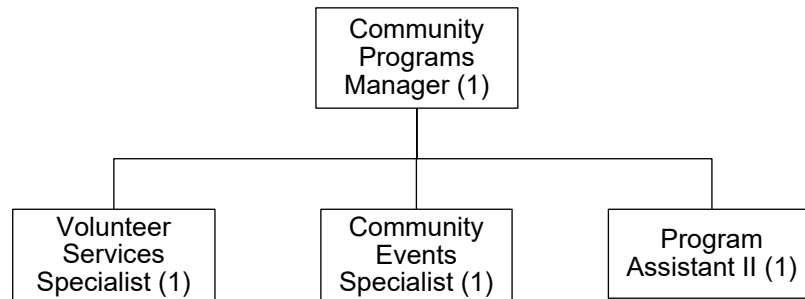 Community
Programs
Manager (1)
Volunteer
Services
Specialist (1)
Community
Events
Specialist (1)
Program
Assistant II (1)